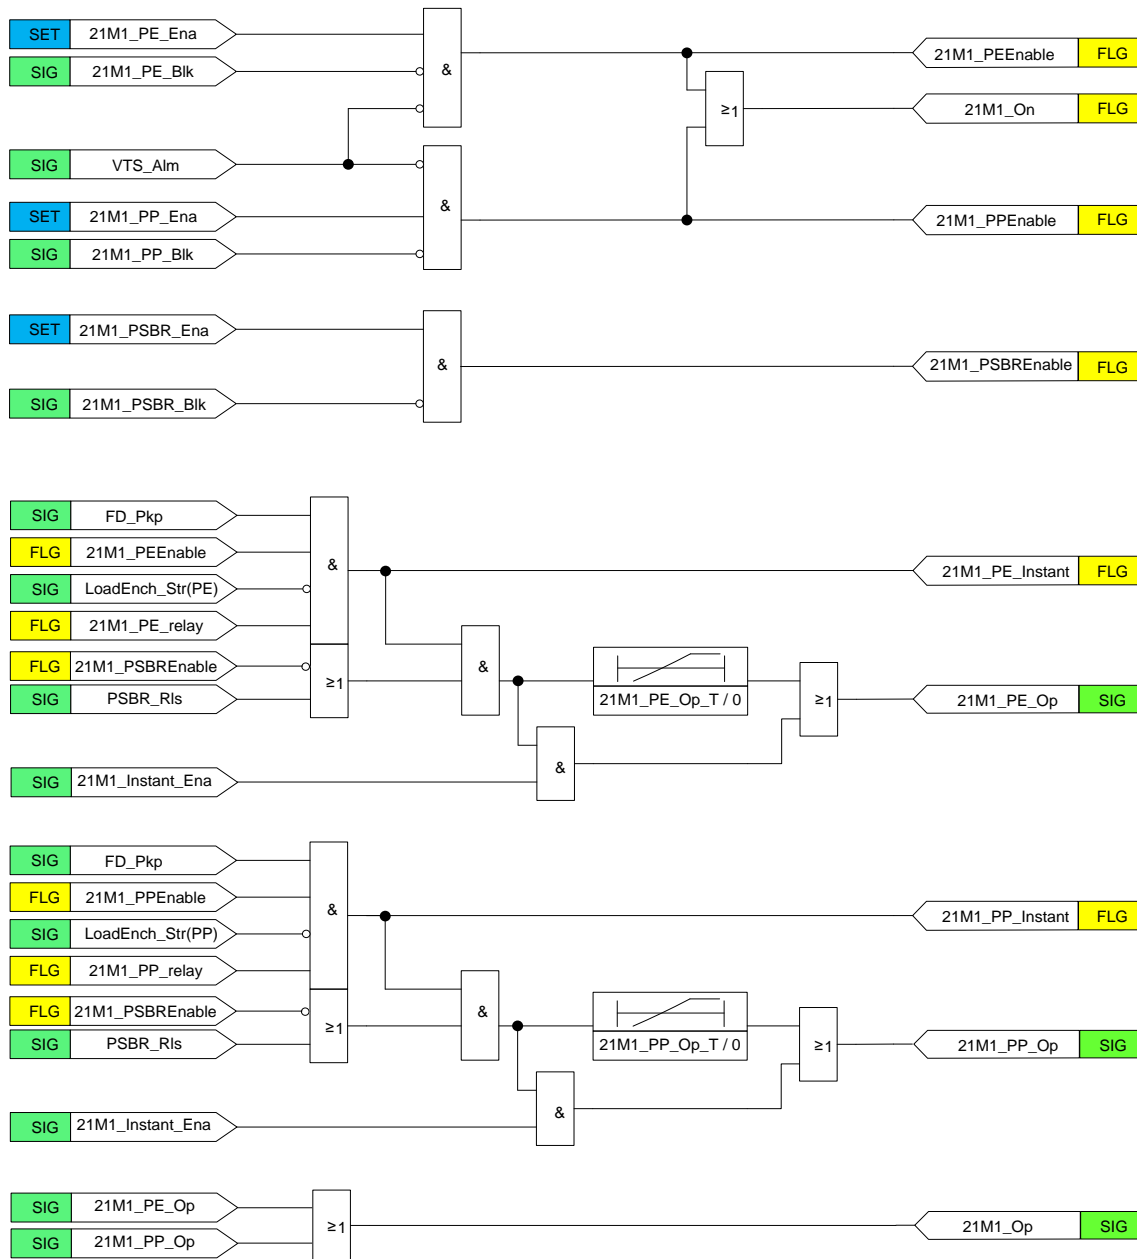 SET 21M1_PE_Ena
SIG 21M1_PE_Blk
&
21M1_PEEnable FLG
≥1
21M1_On FLG
SIG VTS_Alm
SET 21M1_PP_Ena
SIG 21M1_PP_Blk
&
21M1_PPEnable FLG
SET 21M1_PSBR_Ena
SIG 21M1_PSBR_Blk
&
21M1_PSBREnable FLG
SIG FD_Pkp
FLG 21M1_PEEnable
SIG LoadEnch_Str(PE)
FLG 21M1_PE_relay
&
21M1_PE_Instant FLG
FLG 21M1_PSBREnable
SIG PSBR_Rls
≥1
&
21M1_PE_Op_T / 0
≥1
21M1_PE_Op SIG
SIG 21M1_Instant_Ena
&
SIG FD_Pkp
FLG 21M1_PPEnable
SIG LoadEnch_Str(PP)
FLG 21M1_PP_relay
&
21M1_PP_Instant FLG
FLG 21M1_PSBREnable
SIG PSBR_Rls
≥1
&
21M1_PP_Op_T / 0
≥1
21M1_PP_Op SIG
SIG 21M1_Instant_Ena
&
SIG 21M1_PE_Op
SIG 21M1_PP_Op
≥1
21M1_Op SIG